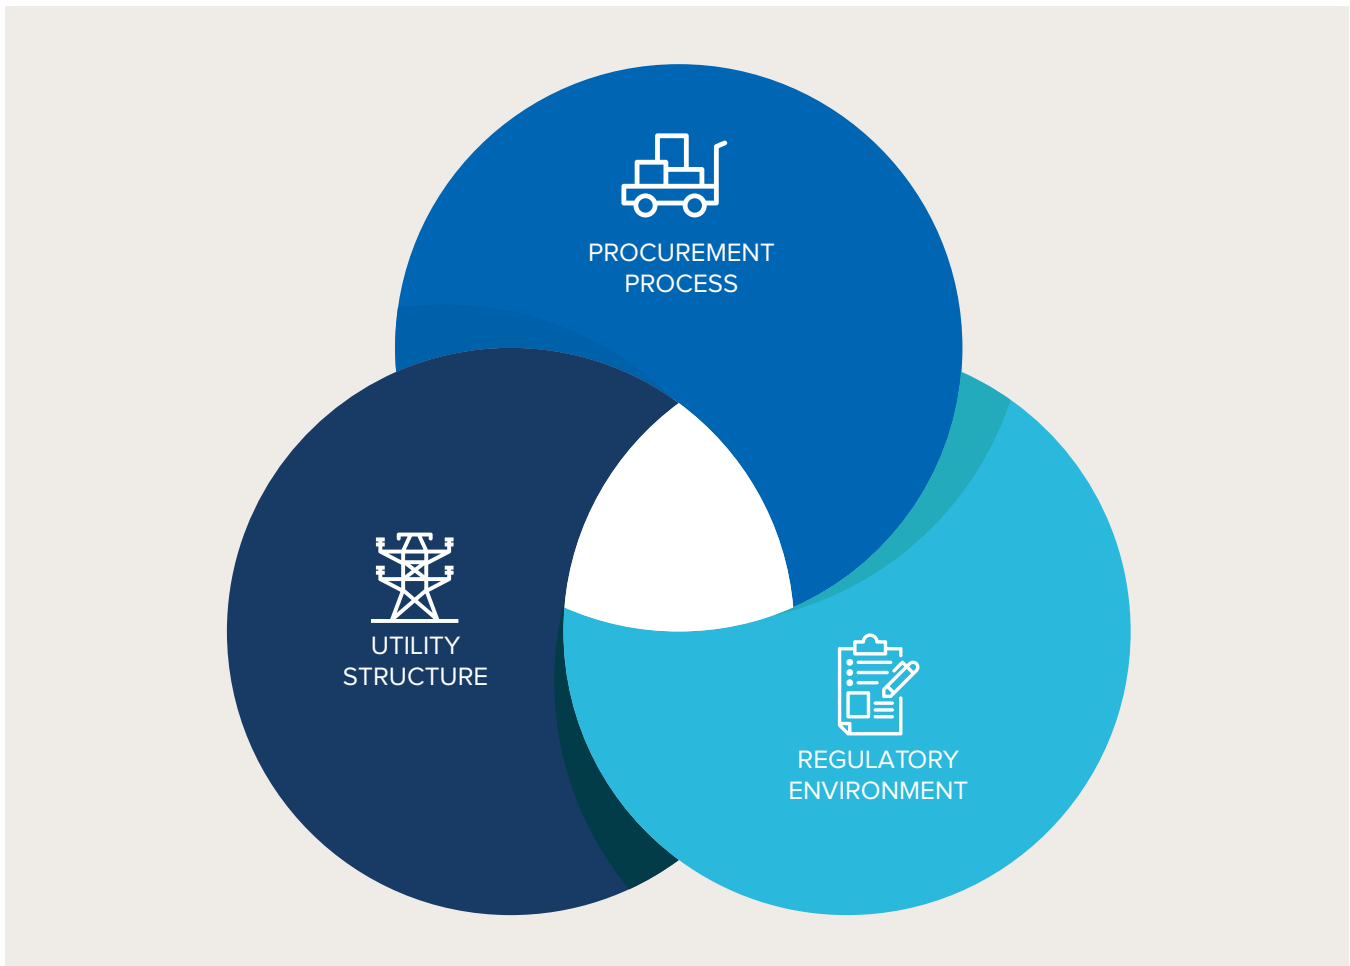 PROCUREMENT
PROCESS
UTILITY
STRUCTURE
REGULATORY
ENVIRONMENT